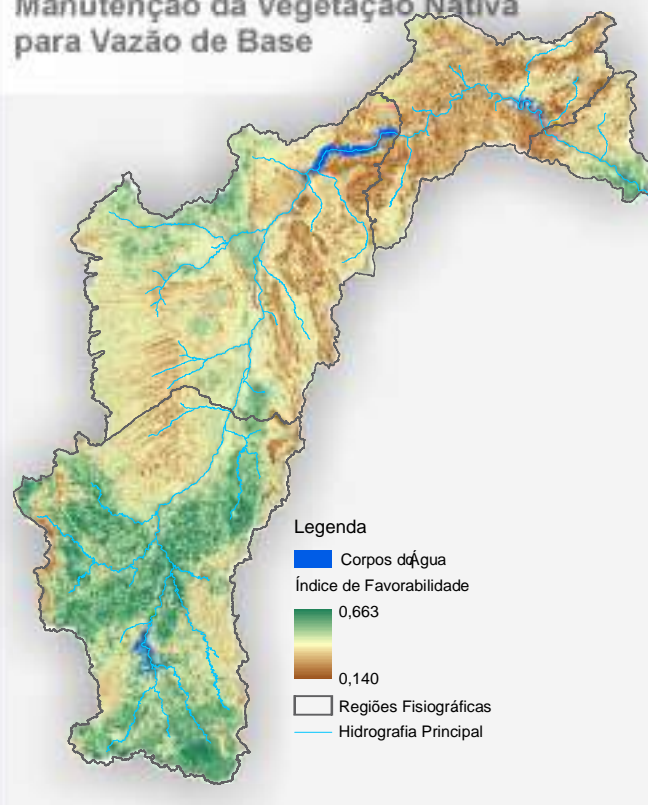 Manutenção da Vegetação Nativa
para Vazão de Base
Legenda
Corpos doÁgua
Índice de Favorabilidade
0,663
0,140
Regiões Fisiográficas
Hidrografia Principal